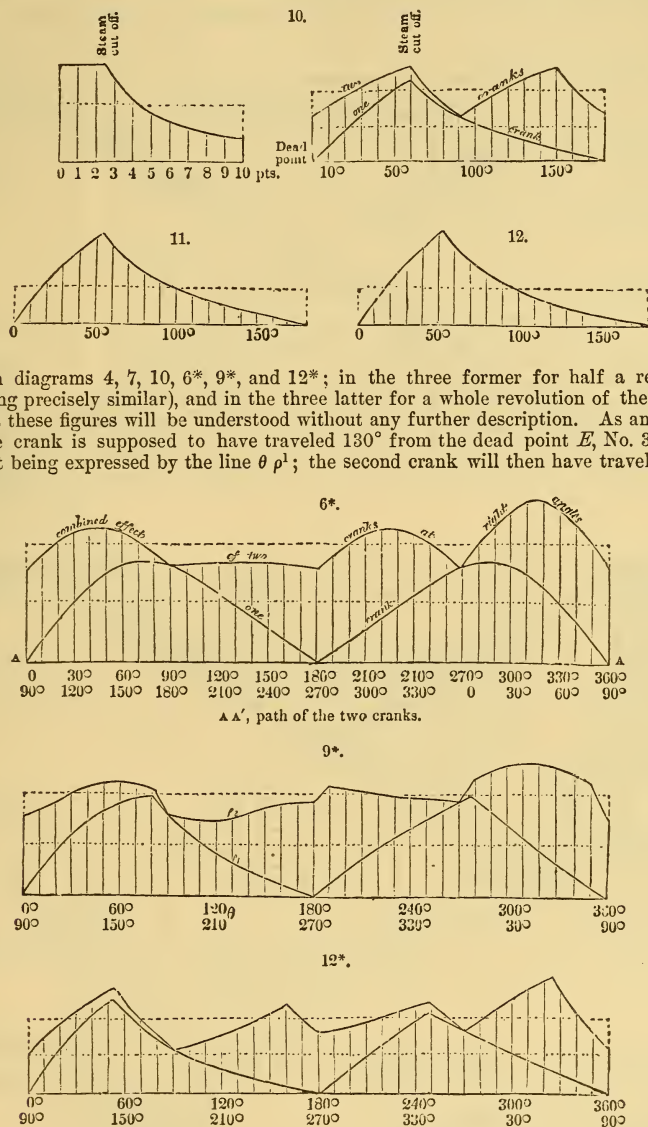 10.
Steam cut off.
Steam cut off.
two
cranks
one
crank
Dead
point
0 1 2 3 4 5 6 7 8 9 10 pts.
10° 50° 100° 150°
11.
12.
0 50° 100° 150°
0 50° 100° 150°
n diagrams 4, 7, 10, 6*, 9*, and 12*; in the three former for half a re
ng precisely similar), and in the three latter for a whole revolution of the
these figures will be understood without any further description. As an
e crank is supposed to have traveled 130° from the dead point E, No. 3
t being expressed by the line θ ρ¹; the second crank will then have travel
6*.
combined effect of two cranks at right angles
one crank
A A
0 30° 60° 90° 120° 150° 180° 210° 210° 270° 300° 330° 360°
90° 120° 150° 180° 210° 240° 270° 300° 330° 0 30° 60° 90°
A A′, path of the two cranks.
9*.
0° 60° 120θ 180° 240° 300° 360°
90° 150° 210 270° 330° 30° 90°
12*.
0° 60° 120° 180° 240° 300° 360°
90° 150° 210° 270° 330° 30° 90°